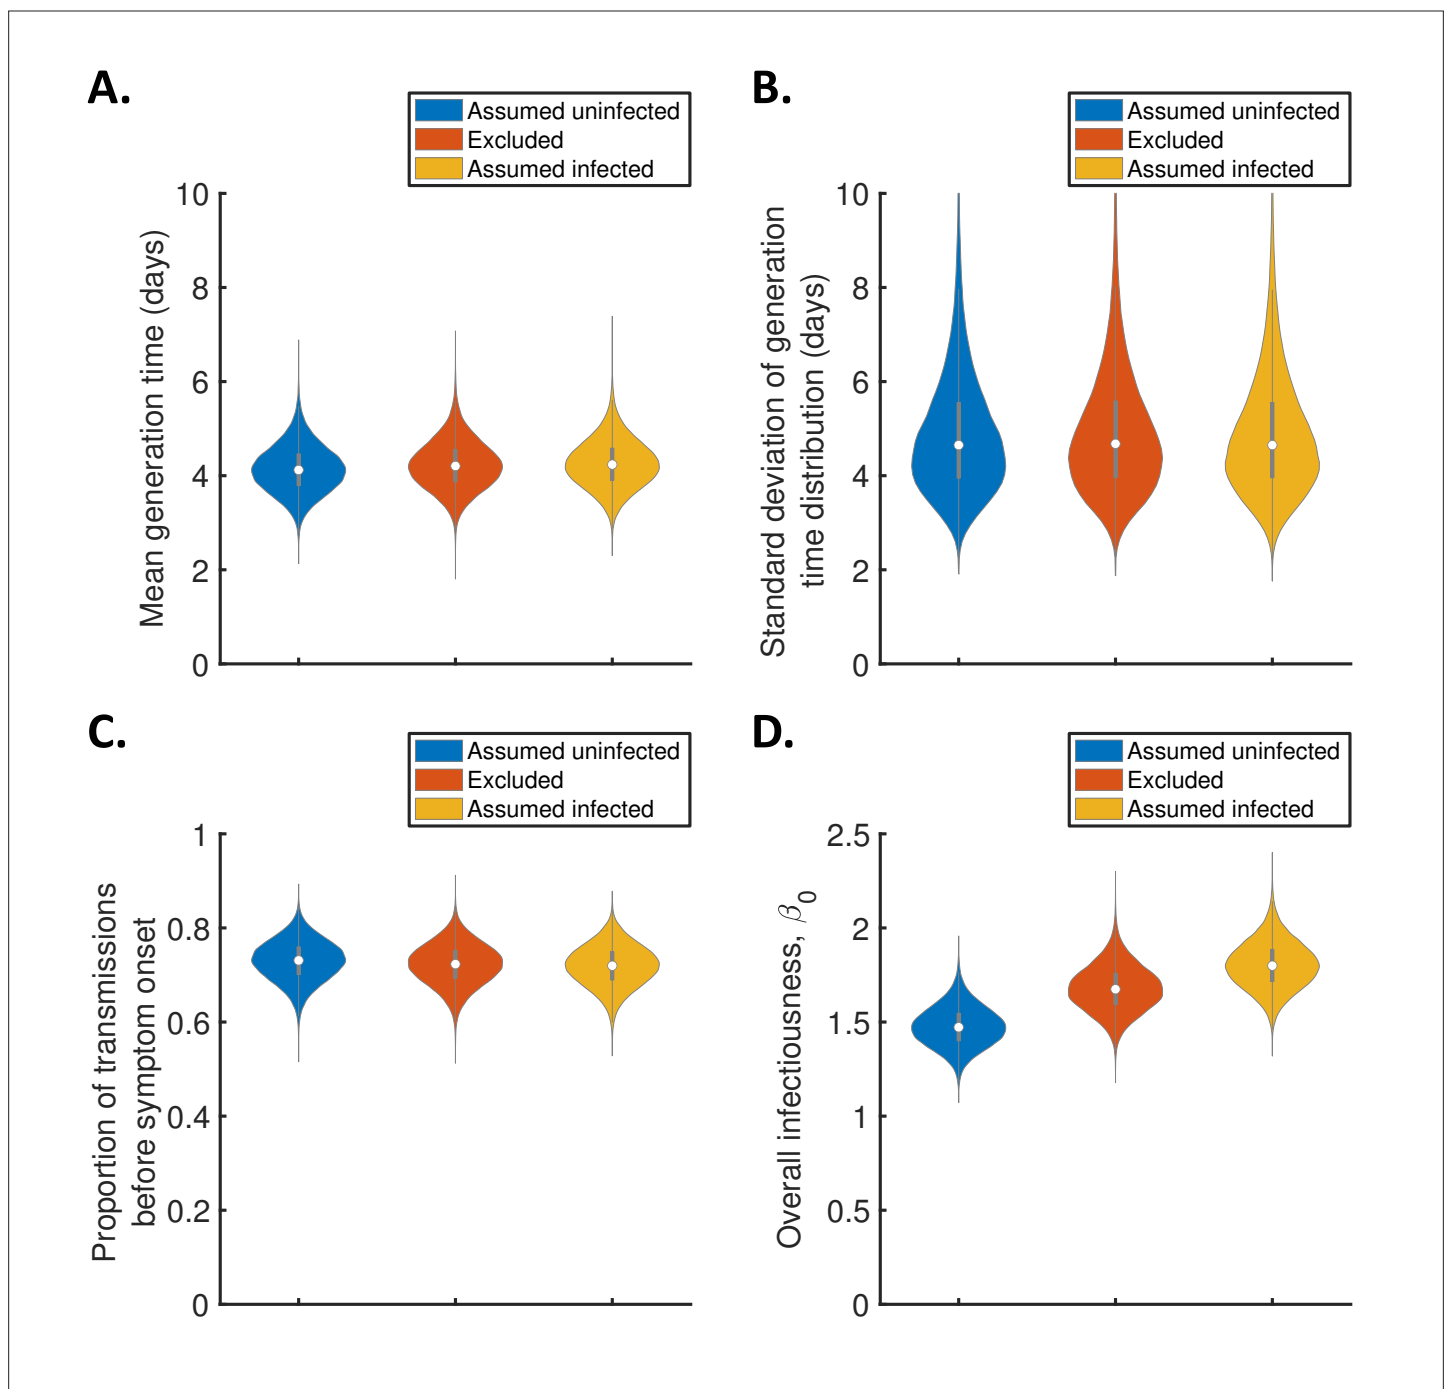 A.
Assumed uninfected
Excluded
Assumed infected
10
8
6
4
2
0
Mean generation time (days)
B.
Assumed uninfected
Excluded
Assumed infected
10
8
6
4
2
0
Standard deviation of generation
time distribution (days)
C.
Assumed uninfected
Excluded
Assumed infected
1
0.8
0.6
0.4
0.2
0
Proportion of transmissions
before symptom onset
D.
Assumed uninfected
Excluded
Assumed infected
2.5
2
1.5
1
0.5
0
Overall infectiousness, β0